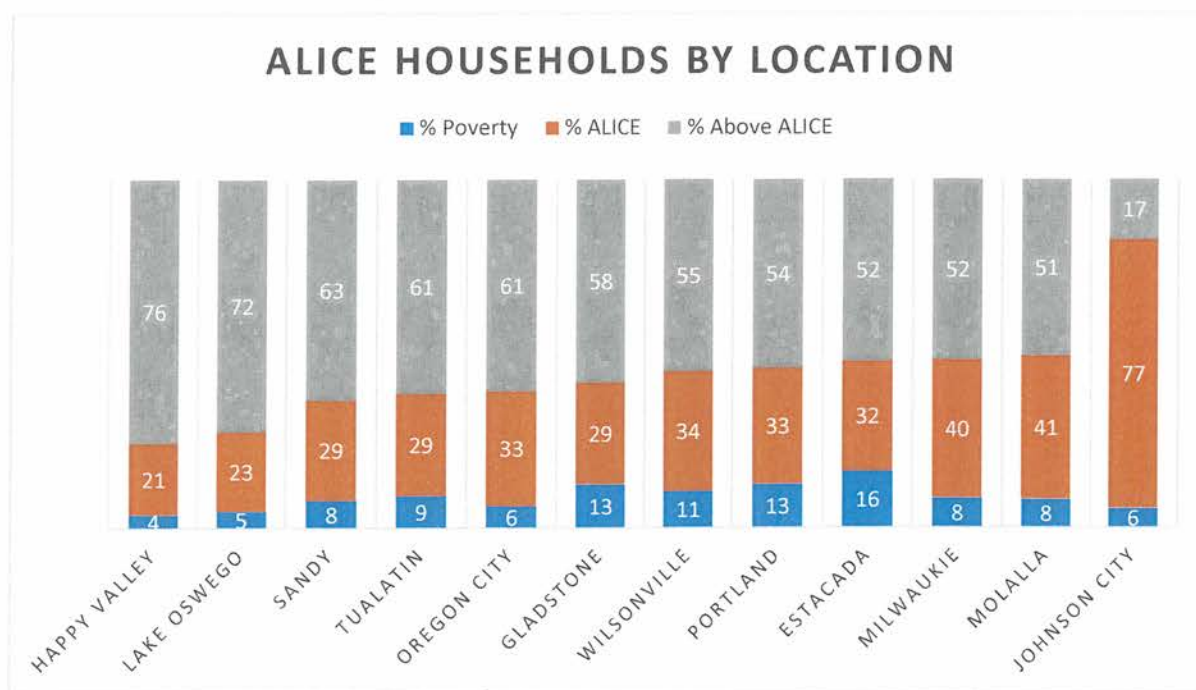 ALICE HOUSEHOLDS BY LOCATION
% Poverty % ALICE % Above ALICE
76 72 63 61 61 58 55 54 52 52 51 17
21 23 29 29 33 29 34 33 32 40 41 77
4 5 8 9 6 13 11 13 16 8 8 6
HAPPY VALLEY
LAKE OSWEGO
SANDY
TUALATIN
OREGON CITY
GLADSTONE
WILSONVILLE
PORTLAND
ESTACADA
MILWAUKIE
MOLALLA
JOHNSON CITY